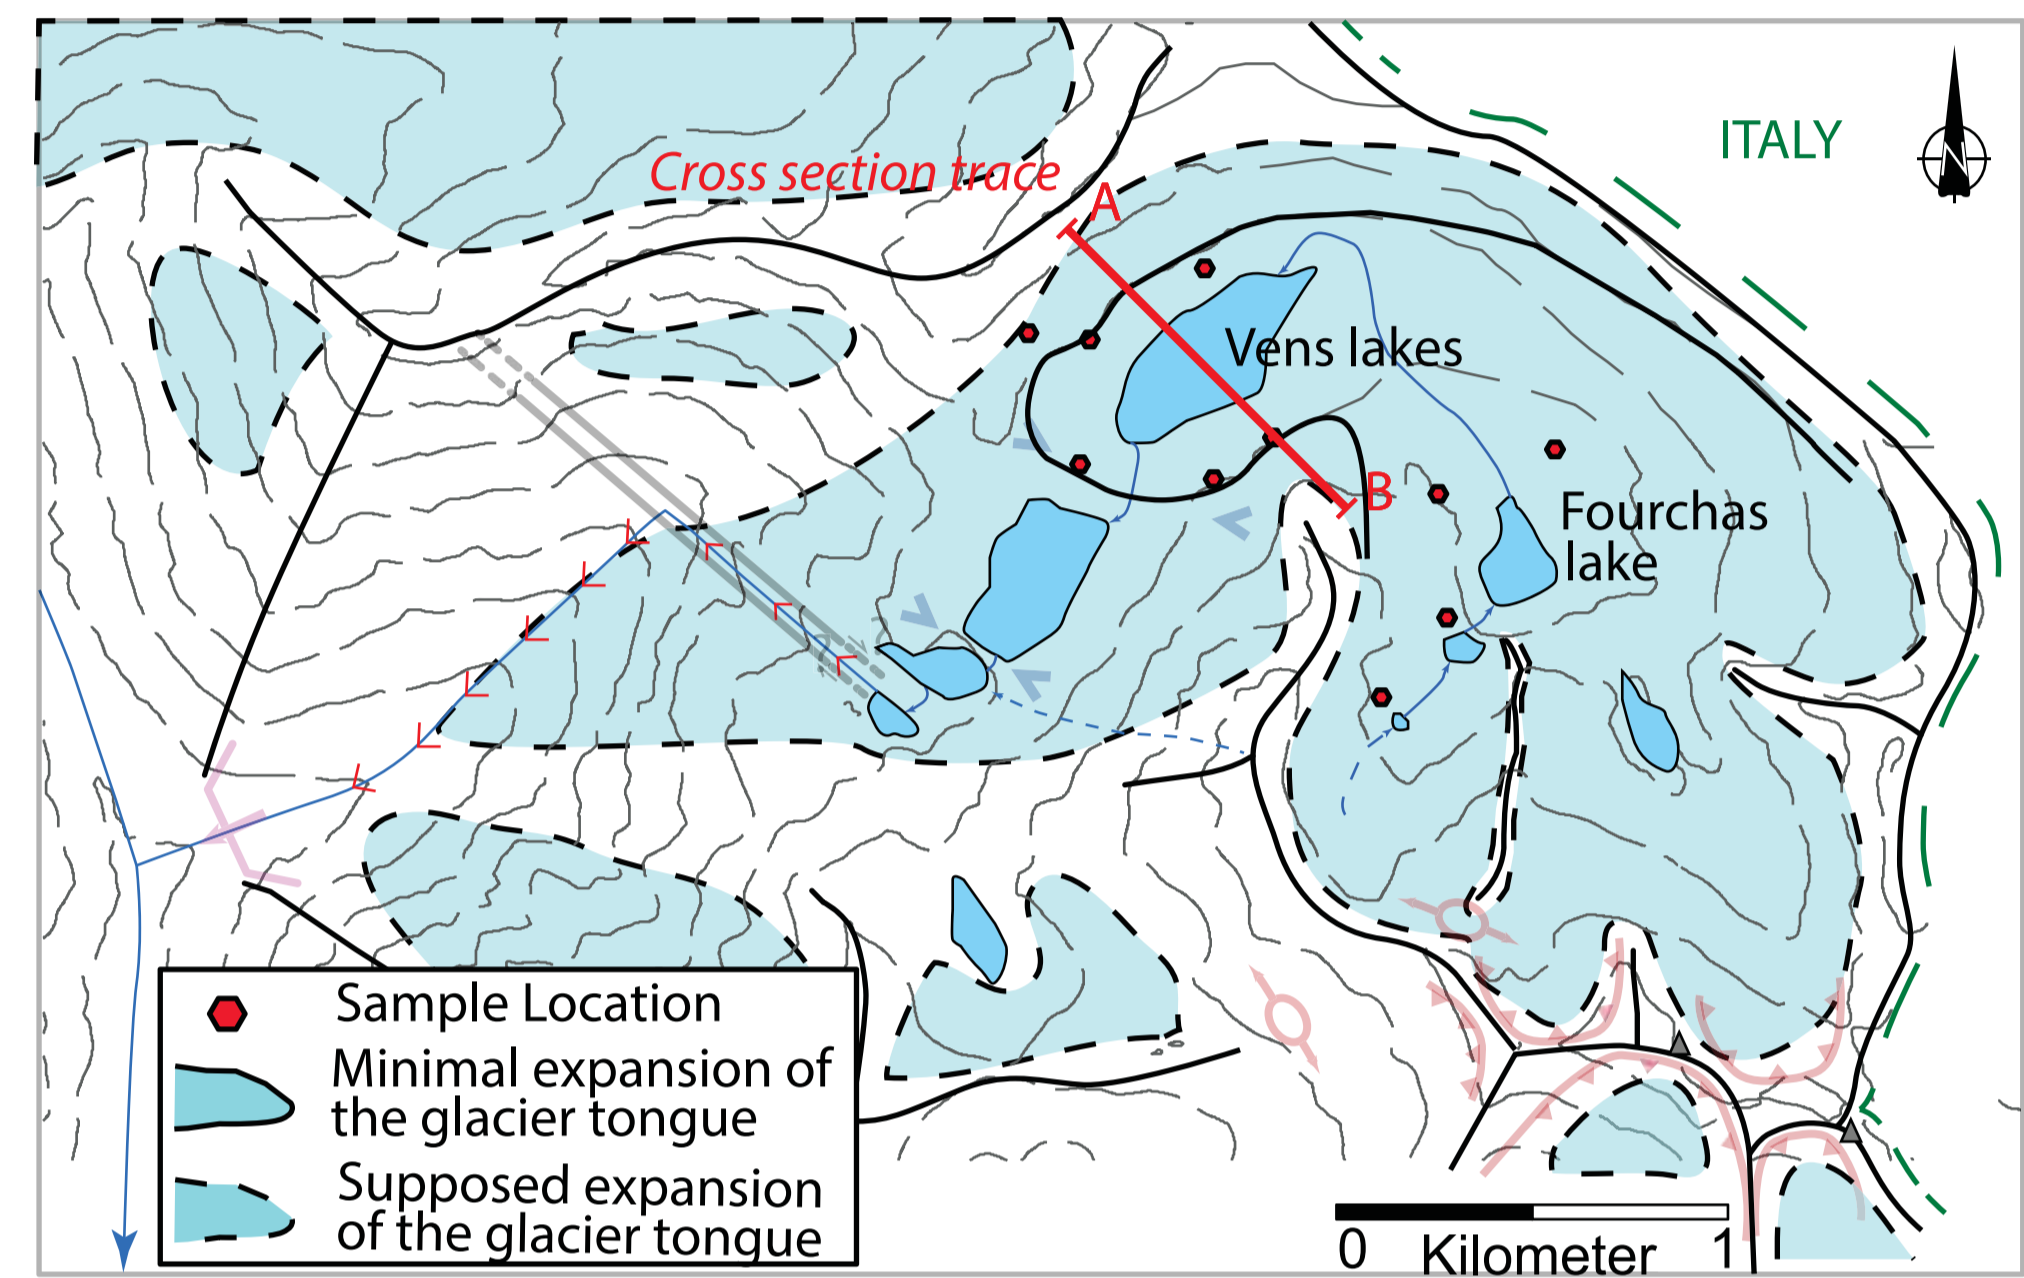 ITALY
N
Cross section trace
A
Vens lakes
B
Fourchas
lake
Sample Location
Minimal expansion of
the glacier tongue
Supposed expansion
of the glacier tongue
0 Kilometer 1